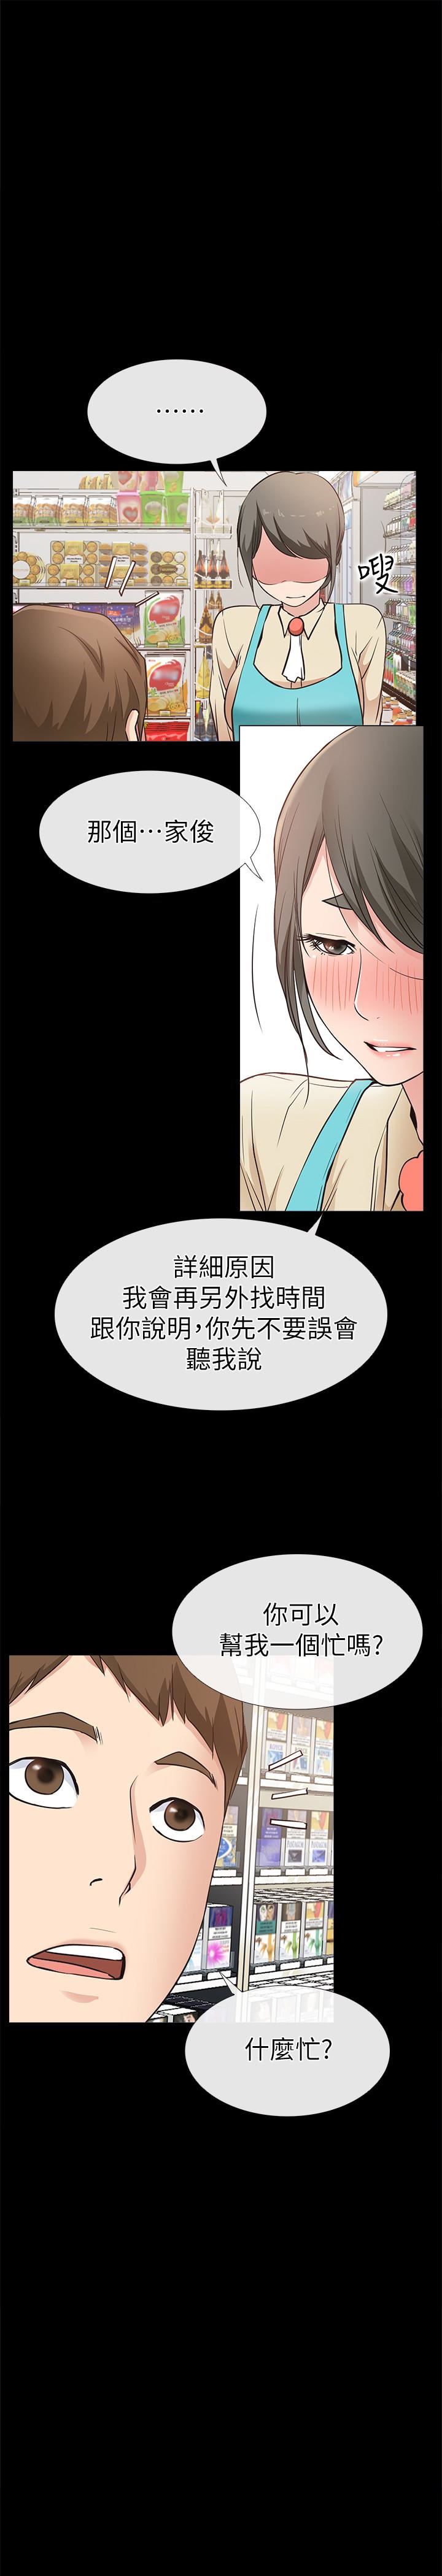 ……
嗖
那個…家俊
詳細原因
我會再另外找時間
跟你說明,你先不要誤會
聽我說
你可以
幫我一個忙嗎?
什麼忙?